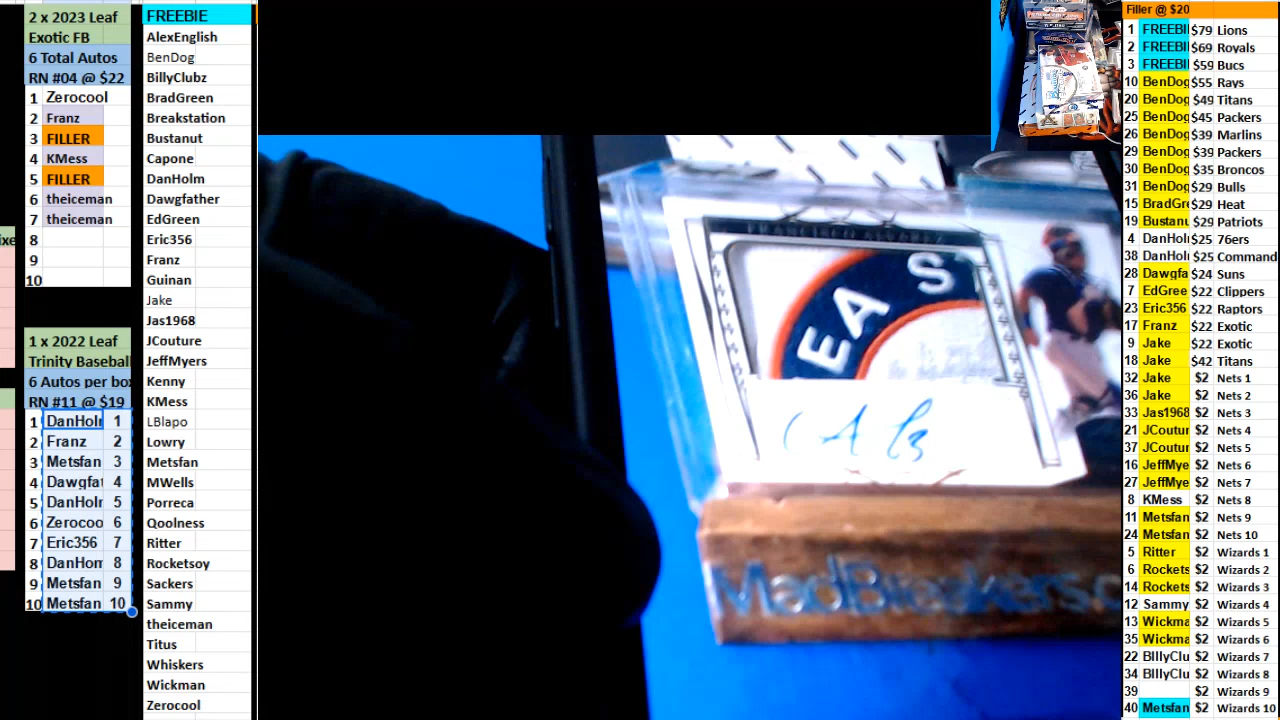 2 x 2023 Leaf
Exotic FB
6 Total Autos
RN #04 @ $22
1 Zerocool
2 Franz
3 FILLER
4 KMess
5 FILLER
6 theiceman
7 theiceman
8
9
10
1 x 2022 Leaf
Trinity Baseball
6 Autos per box
RN #11 @ $19
1 DanHolr 1
2 Franz 2
3 Metsfan 3
4 Dawgfat 4
5 DanHolr 5
6 Zerocoo 6
7 Eric356 7
8 DanHom 8
9 Metsfan 9
10 Metsfan 10
FREEBIE
AlexEnglish
BenDog
BillyClubz
BradGreen
Breakstation
Bustanut
Capone
DanHolm
Dawgfather
EdGreen
Eric356
Franz
Guinan
Jake
Jas1968
JCouture
JeffMyers
Kenny
KMess
LBlapo
Lowry
Metsfan
MWells
Porreca
Qoolness
Ritter
Rocketsoy
Sackers
Sammy
theiceman
Titus
Whiskers
Wickman
Zerocool
EAS
MadBreakers.c
Filler @ $20
1 FREEBI $79 Lions
2 FREEBI $69 Royals
3 FREEBI $59 Bucs
10 BenDog $55 Rays
20 BenDog $49 Titans
25 BenDog $45 Packers
26 BenDog $39 Marlins
29 BenDog $39 Packers
30 BenDog $35 Broncos
31 BenDog $29 Bulls
15 BradGre $29 Heat
19 Bustanu $29 Patriots
4 DanHolr $25 76ers
38 DanHolr $25 Command
28 Dawgfa $24 Suns
7 EdGree $22 Clippers
23 Eric356 $22 Raptors
17 Franz $22 Exotic
9 Jake $22 Exotic
18 Jake $42 Titans
32 Jake $2 Nets 1
36 Jake $2 Nets 2
33 Jas1968 $2 Nets 3
21 JCoutur $2 Nets 4
37 JCoutur $2 Nets 5
16 JeffMye $2 Nets 6
27 JeffMye $2 Nets 7
8 KMess $2 Nets 8
11 Metsfan $2 Nets 9
24 Metsfan $2 Nets 10
5 Ritter $2 Wizards 1
6 Rockets $2 Wizards 2
14 Rockets $2 Wizards 3
12 Sammy $2 Wizards 4
13 Wickma $2 Wizards 5
35 Wickma $2 Wizards 6
22 BIllyClu $2 Wizards 7
34 BIllyClu $2 Wizards 8
39 $2 Wizards 9
40 Metsfan $2 Wizards 10